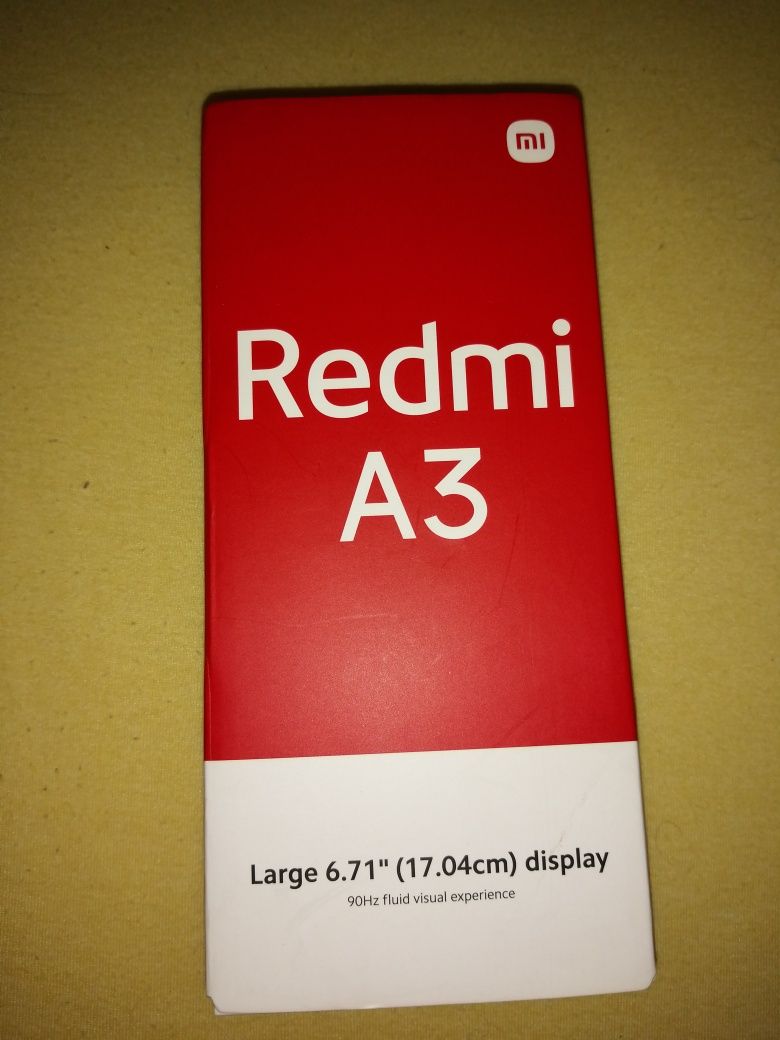 mi
Redmi
A3
Large 6.71" (17.04cm) display
90Hz fluid visual experience